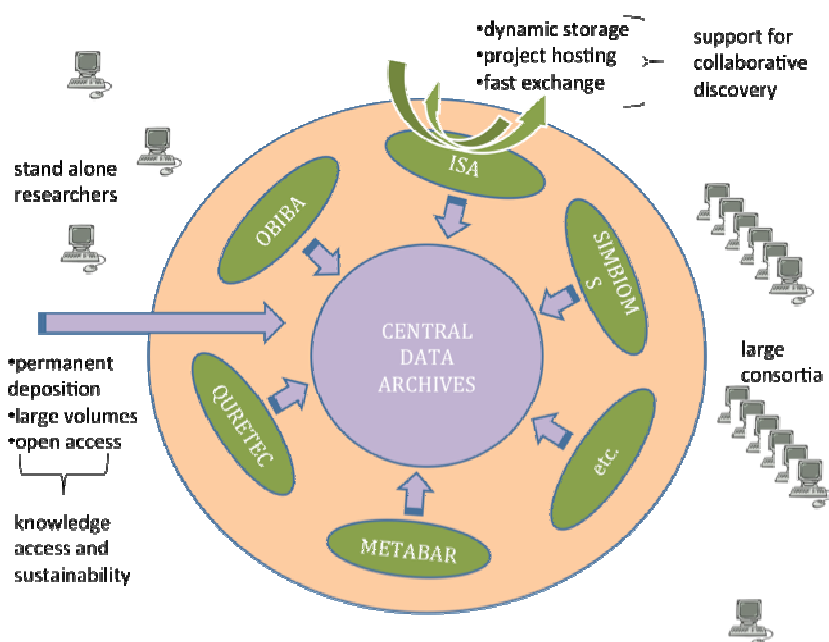 •dynamic storage
•project hosting
•fast exchange
support for
collaborative
discovery
stand alone
researchers
ISA
OBIBA
SIMBIOM
S
CENTRAL
DATA
ARCHIVES
•permanent
deposition
•large volumes
•open access
large
consortia
QURETEC
etc.
METABAR
knowledge
access and
sustainability